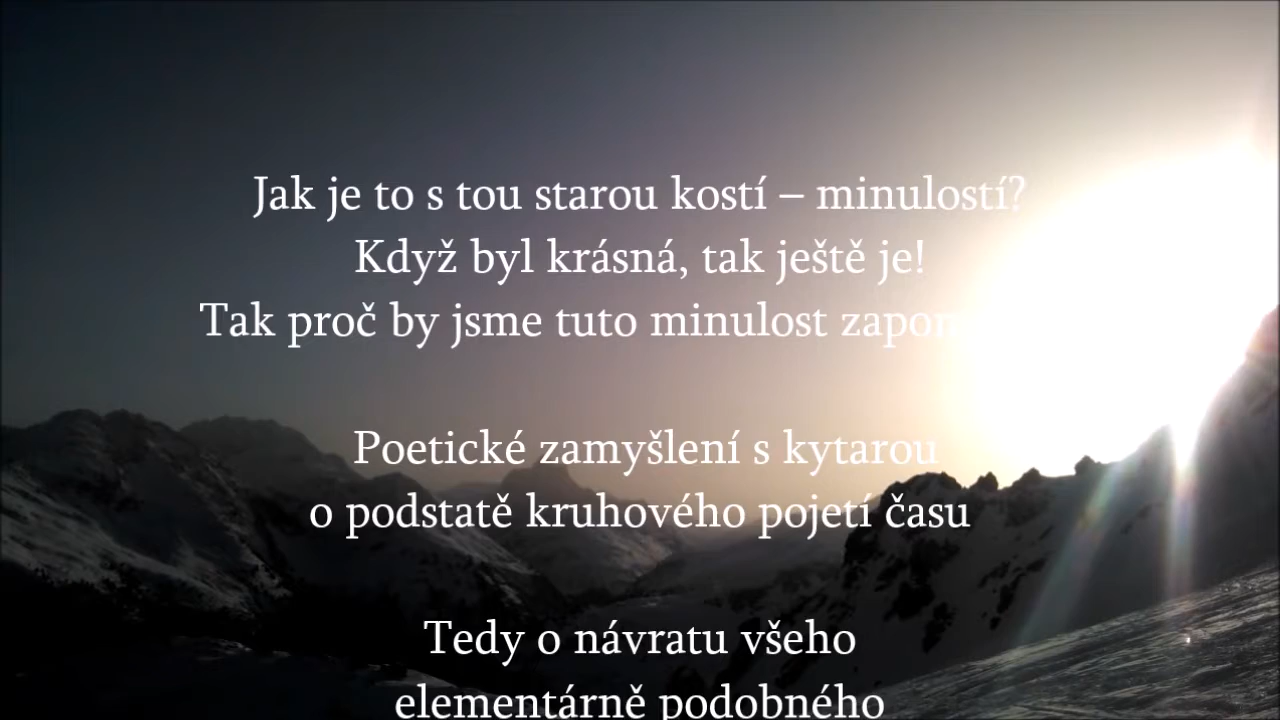 Jak je to s tou starou kostí – minulostí?
Když byl krásná, tak ještě je!
Tak proč by jsme tuto minulost
Poetické zamyšlení s kytarou
o podstatě kruhového pojetí času
Tedy o návratu všeho
elementárně podobného